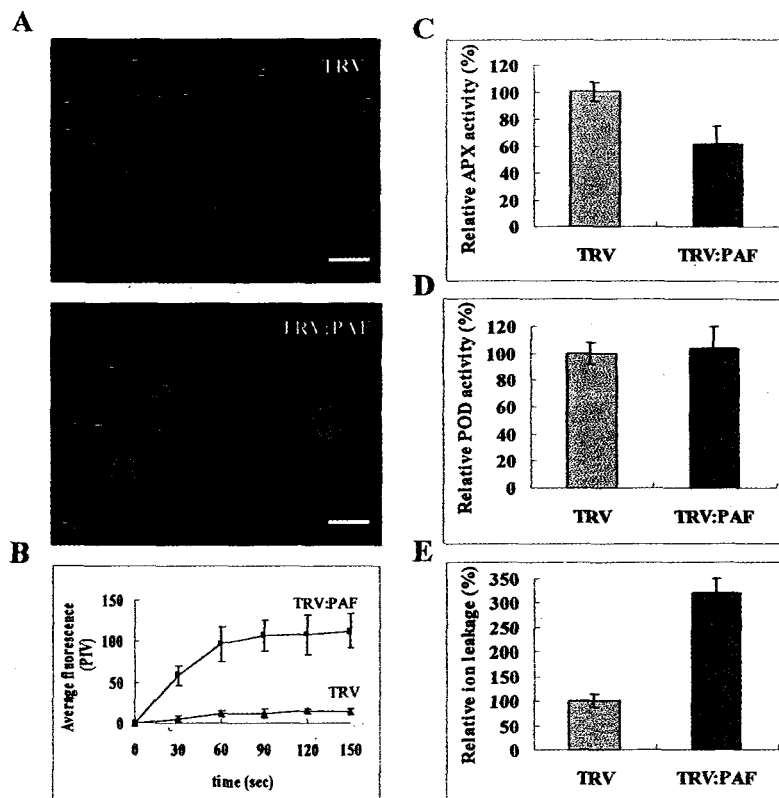 A
TRV
TRV:PAF
B
Average fluorescence
(PIV)
150
100
50
0
TRV:PAF
TRV
0 30 60 90 120 150
time (sec)
C
Relative APX activity (%)
120
100
80
60
40
20
0
TRV TRV:PAF
D
Relative POD activity (%)
120
100
80
60
40
20
0
TRV TRV:PAF
E
Relative ion leakage (%)
350
300
250
200
150
100
50
0
TRV TRV:PAF